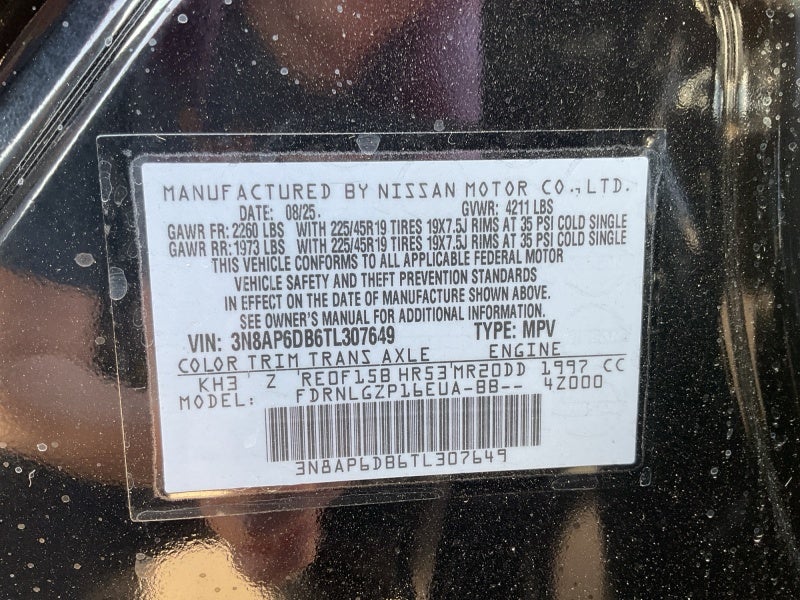 MANUFACTURED BY NISSAN MOTOR CO., LTD.
DATE: 08/25. GVWR: 4211 LBS
GAWR FR: 2260 LBS WITH 225/45R19 TIRES 19X7.5J RIMS AT 35 PSI COLD SINGLE
GAWR RR: 1973 LBS WITH 225/45R19 TIRES 19X7.5J RIMS AT 35 PSI COLD SINGLE
THIS VEHICLE CONFORMS TO ALL APPLICABLE FEDERAL MOTOR
VEHICLE SAFETY AND THEFT PREVENTION STANDARDS
IN EFFECT ON THE DATE OF MANUFACTURE SHOWN ABOVE.
SEE OWNER'S MANUAL FOR ADDITIONAL INFORMATION.
VIN: 3N8AP6DB6TL307649 TYPE: MPV
COLOR TRIM TRANS AXLE ENGINE
KH3 Z 'RE0F15B HR53'MR20DD 1997 CC
MODEL: FDRNLGZP16EUA-BB-- 4Z000
3N8AP6DB6TL307649